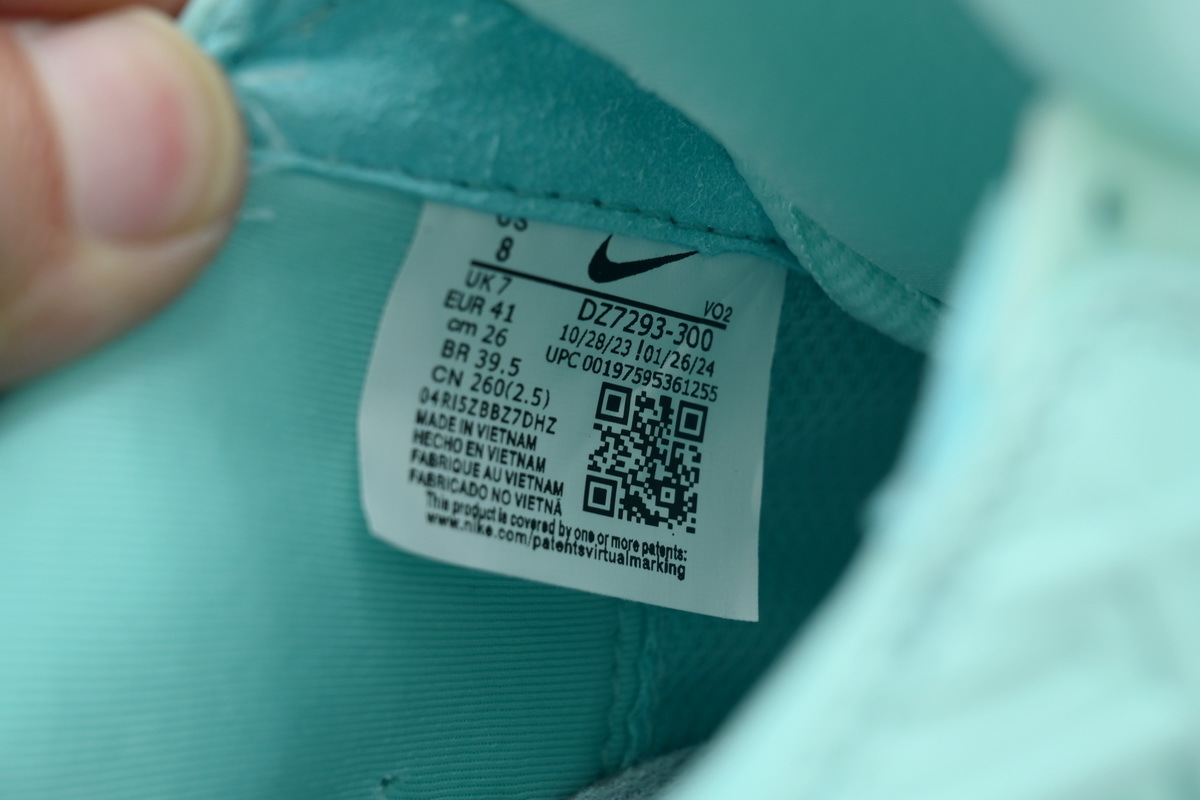 US
8
UK 7
EUR 41
cm 26
BR 39.5
CN 260(2.5)
04RI5ZBBZ7DHZ
MADE IN VIETNAM
HECHO EN VIETNAM
FABRIQUE AU VIETNAM
FABRICADO NO VIETNÃ
VO2
DZ7293-300
10/28/23 !01/26/24
UPC 00197595361255
This product is covered by one or more patents:
www.nike.com/patentsvirtualmarking